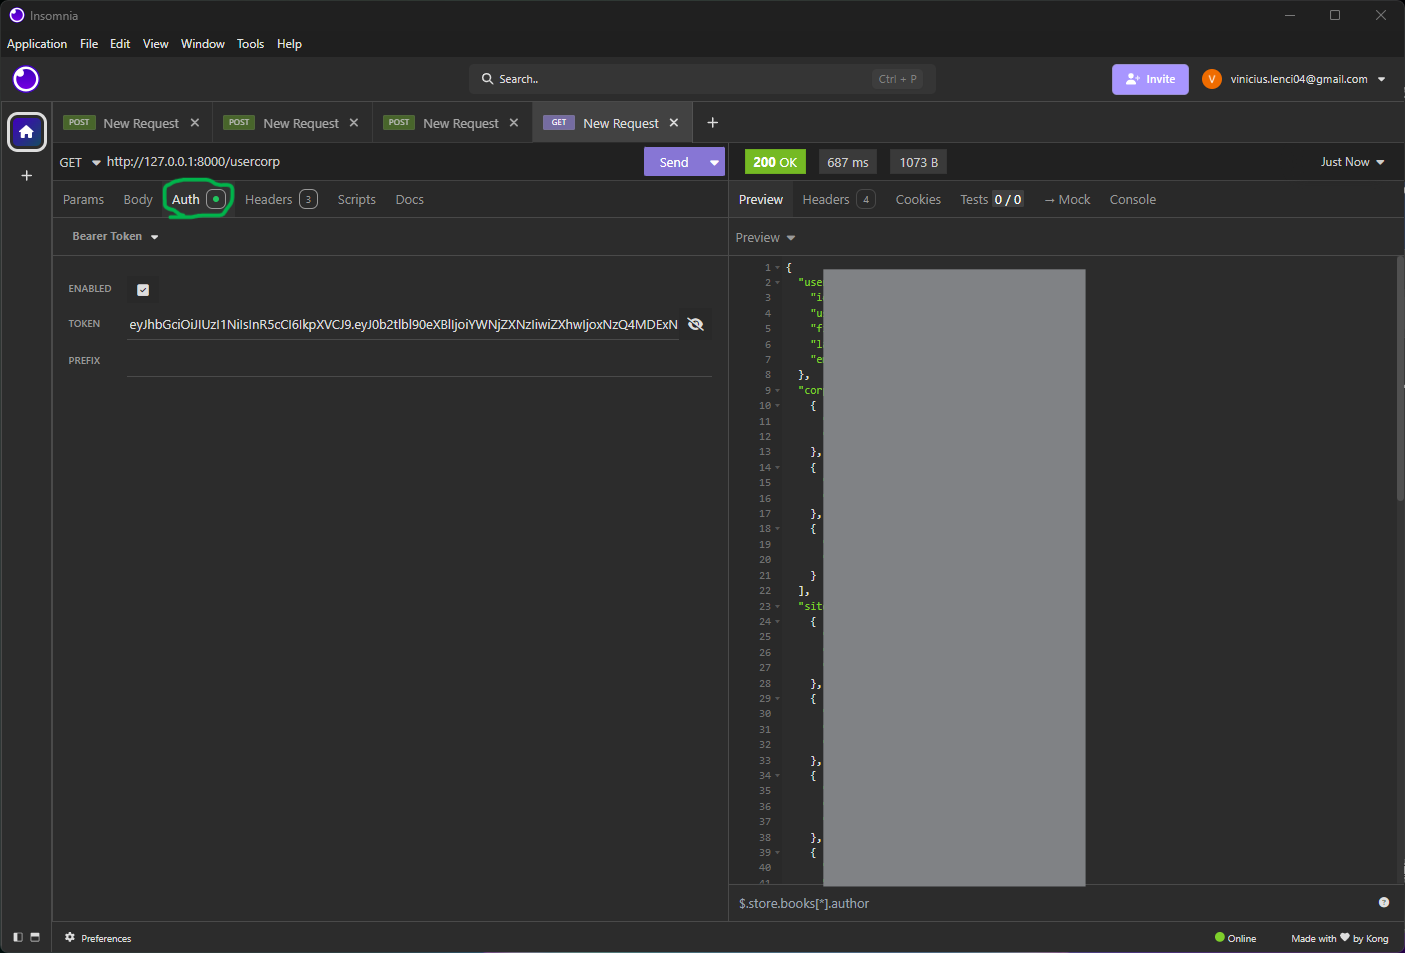 Insomnia
Application File Edit View Window Tools Help
Search.. Ctrl + P
Invite
V vinicius.lenci04@gmail.com
POST New Request
POST New Request
POST New Request
GET New Request
GET http://127.0.0.1:8000/usercorp Send
200 OK 687 ms 1073 B Just Now
Params Body Auth Headers 3 Scripts Docs
Preview Headers 4 Cookies Tests 0 / 0 → Mock Console
Bearer Token
Preview
ENABLED
TOKEN eyJhbGciOiJIUzI1NiIsInR5cCI6IkpXVCJ9.eyJ0b2tlbl90eXBlIjoiYWNjZXNzIiwiZXhwIjoxNzQ4MDExN
PREFIX
1 {
2 "use
3 "i
4 "u
5 "f
6 "l
7 "e
8 },
9 "cor
10 {
11
12
13 },
14 {
15
16
17 },
18 {
19
20
21 }
22 ],
23 "sit
24 {
25
26
27
28 },
29 {
30
31
32
33 },
34 {
35
36
37
38 },
39 {
40
41
$.store.books[*].author
Preferences
Online
Made with ♥ by Kong